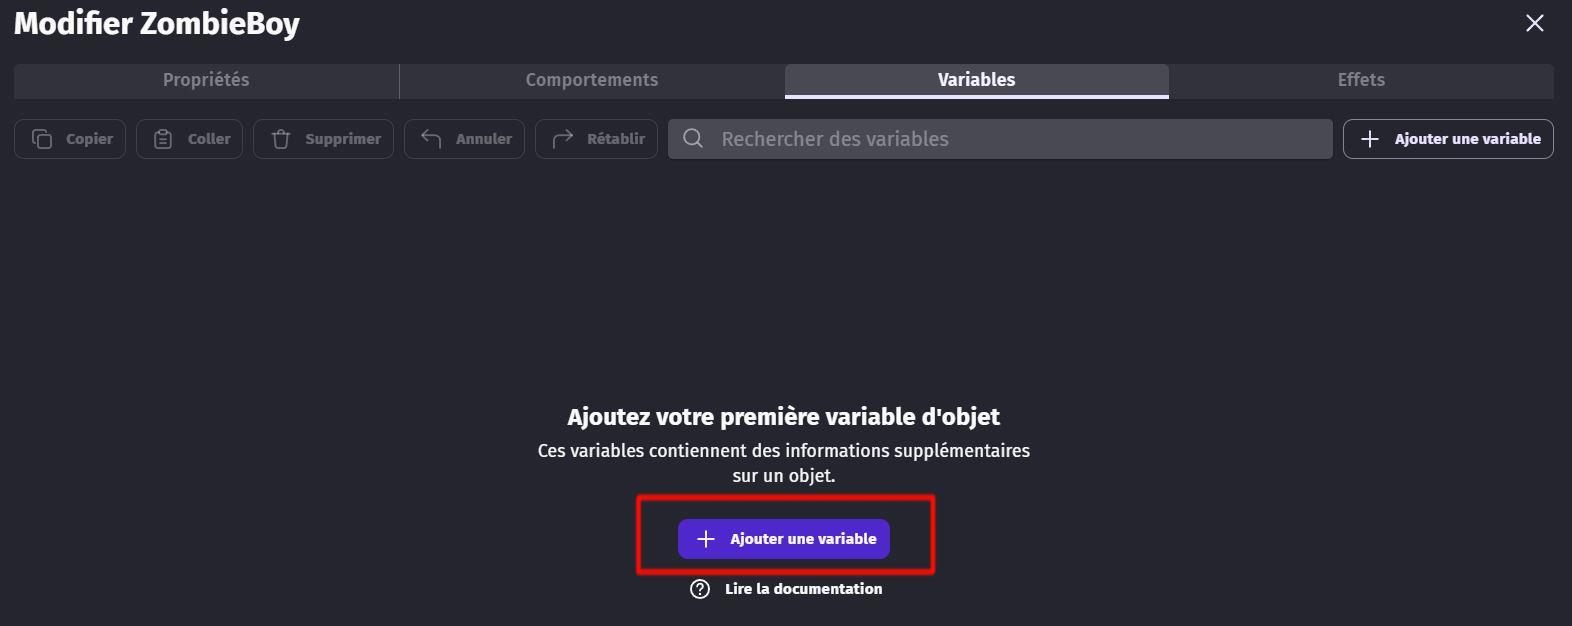 Modifier ZombieBoy
Propriétés Comportements Variables Effets
Copier Coller Supprimer Annuler Rétablir Rechercher des variables Ajouter une variable
Ajoutez votre première variable d'objet
Ces variables contiennent des informations supplémentaires
sur un objet.
Ajouter une variable
Lire la documentation